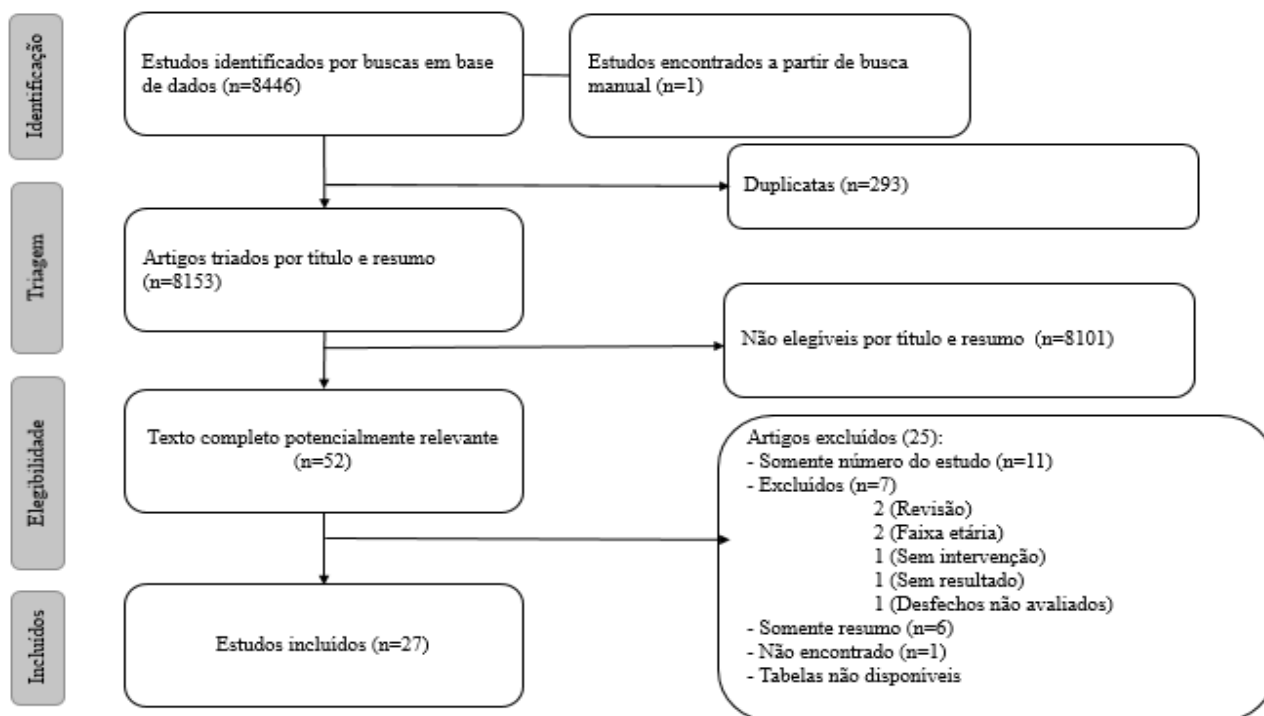 Identificação
Estudos identificados por buscas em base
de dados (n=8446)
Estudos encontrados a partir de busca
manual (n=1)
Duplicatas (n=293)
Triagem
Artigos triados por título e resumo
(n=8153)
Não elegíveis por título e resumo (n=8101)
Elegibilidade
Texto completo potencialmente relevante
(n=52)
Artigos excluídos (25):
- Somente número do estudo (n=11)
- Excluídos (n=7)
2 (Revisão)
2 (Faixa etária)
1 (Sem intervenção)
1 (Sem resultado)
1 (Desfechos não avaliados)
- Somente resumo (n=6)
- Não encontrado (n=1)
- Tabelas não disponíveis
Incluídos
Estudos incluídos (n=27)